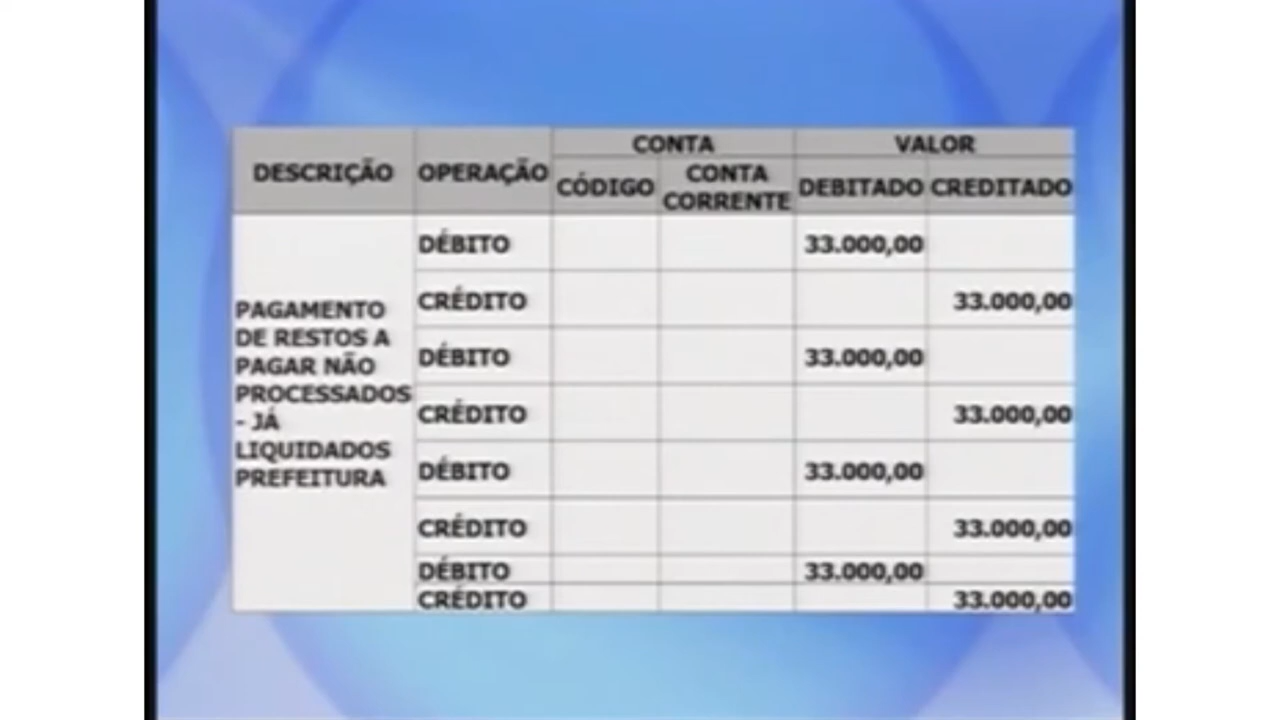 DESCRIÇÃO OPERAÇÃO CONTA VALOR
CÓDIGO CONTA CORRENTE DEBITADO CREDITADO
PAGAMENTO
DE RESTOS A
PAGAR NÃO
PROCESSADOS
- JÁ
LIQUIDADOS
PREFEITURA
DÉBITO 33.000,00
CRÉDITO 33.000,00
DÉBITO 33.000,00
CRÉDITO 33.000,00
DÉBITO 33.000,00
CRÉDITO 33.000,00
DÉBITO 33.000,00
CRÉDITO 33.000,00